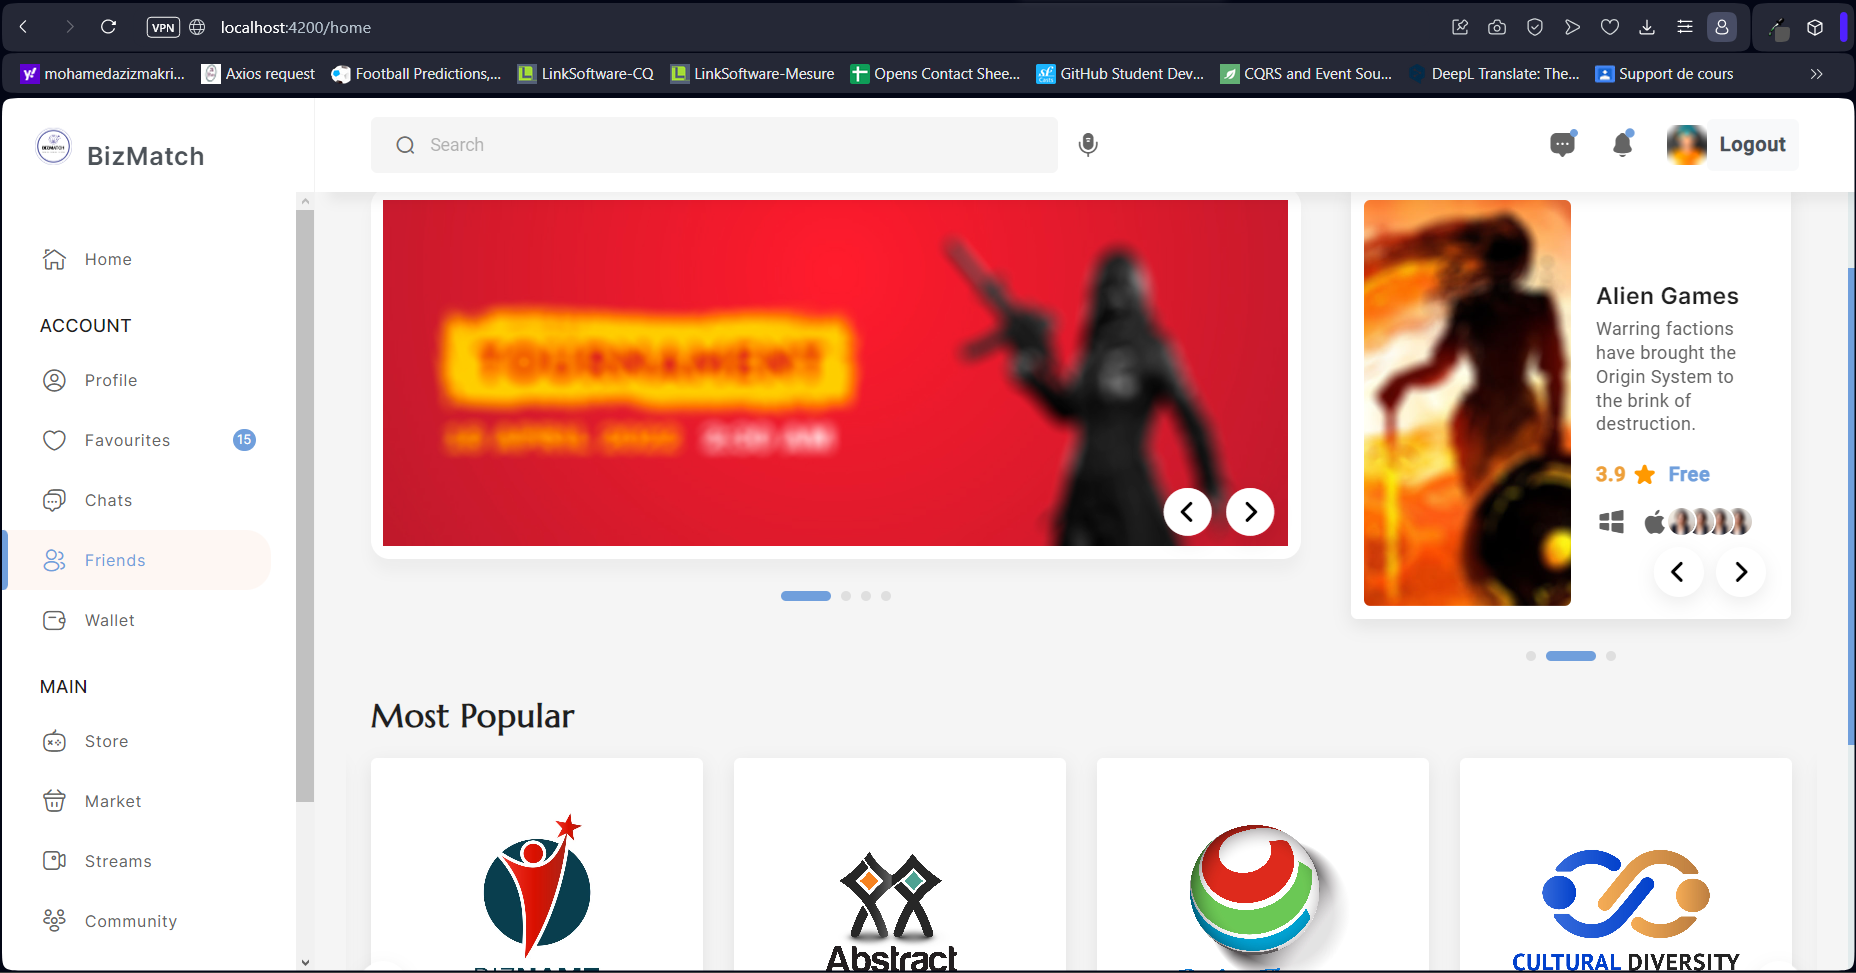 VPN
localhost:4200/home
mohamedazizmakri...
Axios request
Football Predictions,...
LinkSoftware-CQ
LinkSoftware-Mesure
Opens Contact Shee...
GitHub Student Dev...
CQRS and Event Sou...
DeepL Translate: The...
Support de cours
BizMatch
Search
Logout
Home
ACCOUNT
Profile
Favourites
15
Chats
Friends
Wallet
MAIN
Store
Market
Streams
Community
TOURNAMENT
Alien Games
Warring factions
have brought the
Origin System to
the brink of
destruction.
3.9
Free
Most Popular
Abstract
CULTURAL DIVERSITY